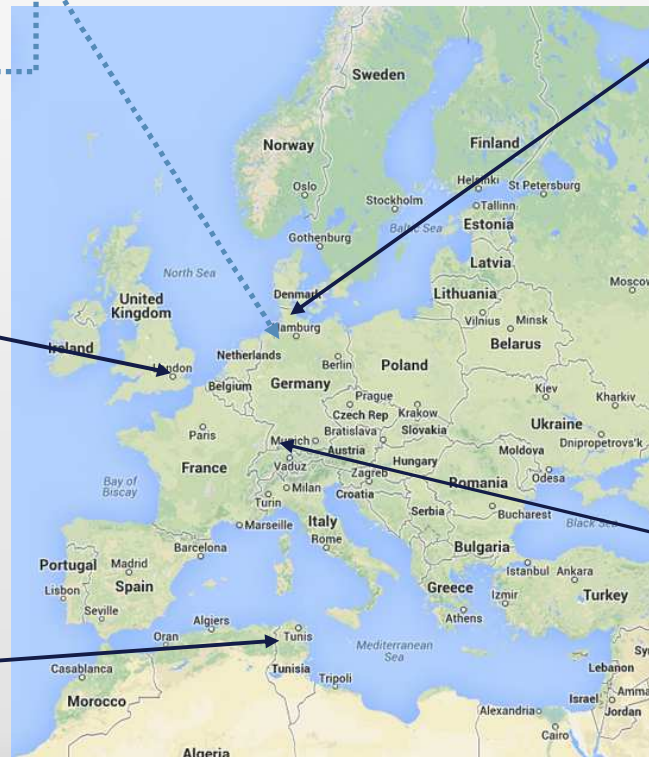 Sweden
Norway
Finland
Oslo
Helsinki
St Petersburg
Stockholm
Tallinn
Estonia
Baltic Sea
Gothenburg
Latvia
North Sea
Moscow
United
Kingdom
Denmark
Lithuania
Vilnius
Minsk
Hamburg
Belarus
Ireland
Netherlands
London
Berlin
Poland
Belgium
Germany
Kiev
Kharkiv
Prague
Czech Rep
Krakow
Paris
Bratislava
Slovakia
Ukraine
Munich
Moldova
Dnipropetrovs'k
Austria
Vaduz
Hungary
France
Zagreb
Odesa
Bay of
Biscay
Milan
Croatia
Romania
Turin
Serbia
Bucharest
Marseille
Italy
Black Sea
Rome
Barcelona
Bulgaria
Portugal
Madrid
Istanbul
Ankara
Lisbon
Spain
Greece
Izmir
Turkey
Seville
Athens
Algiers
Oran
Tunis
Mediterranean
Sea
Casablanca
Tunisia
Tripoli
Sy
Lebanon
Morocco
Israel
Amma
Jordan
Alexandria
Cairo
Algeria